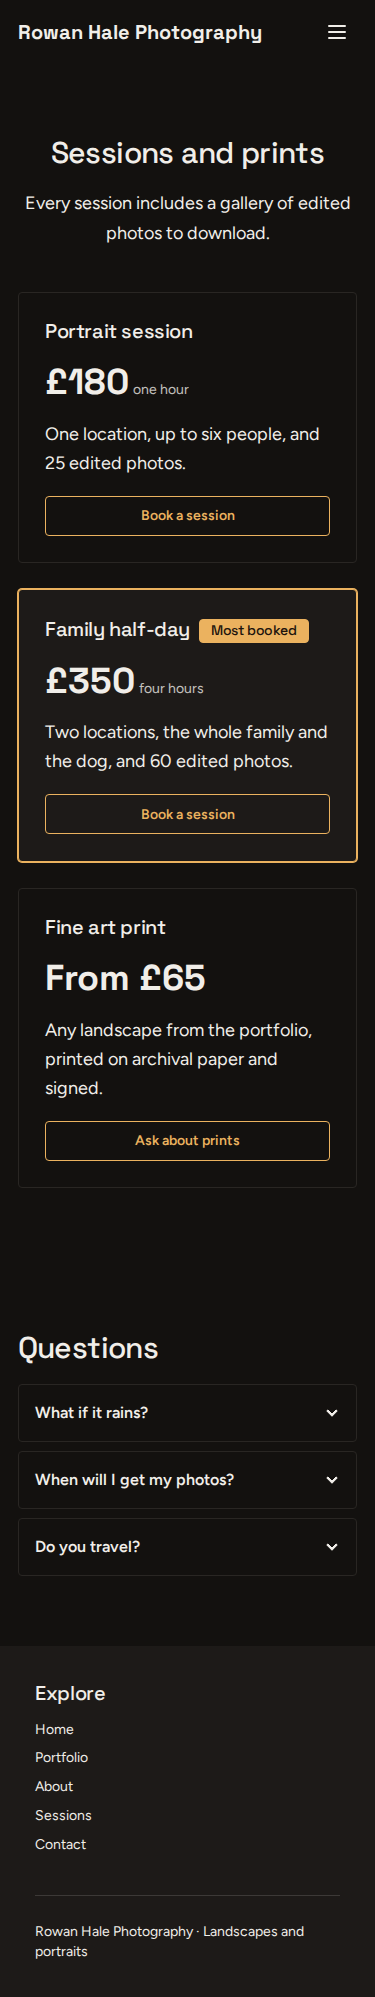 Rowan Hale Photography
Sessions and prints
Every session includes a gallery of edited
photos to download.
Portrait session
£180 one hour
One location, up to six people, and
25 edited photos.
Book a session
Family half-day Most booked
£350 four hours
Two locations, the whole family and
the dog, and 60 edited photos.
Book a session
Fine art print
From £65
Any landscape from the portfolio,
printed on archival paper and
signed.
Ask about prints
Questions
What if it rains?
When will I get my photos?
Do you travel?
Explore
Home
Portfolio
About
Sessions
Contact
Rowan Hale Photography · Landscapes and
portraits